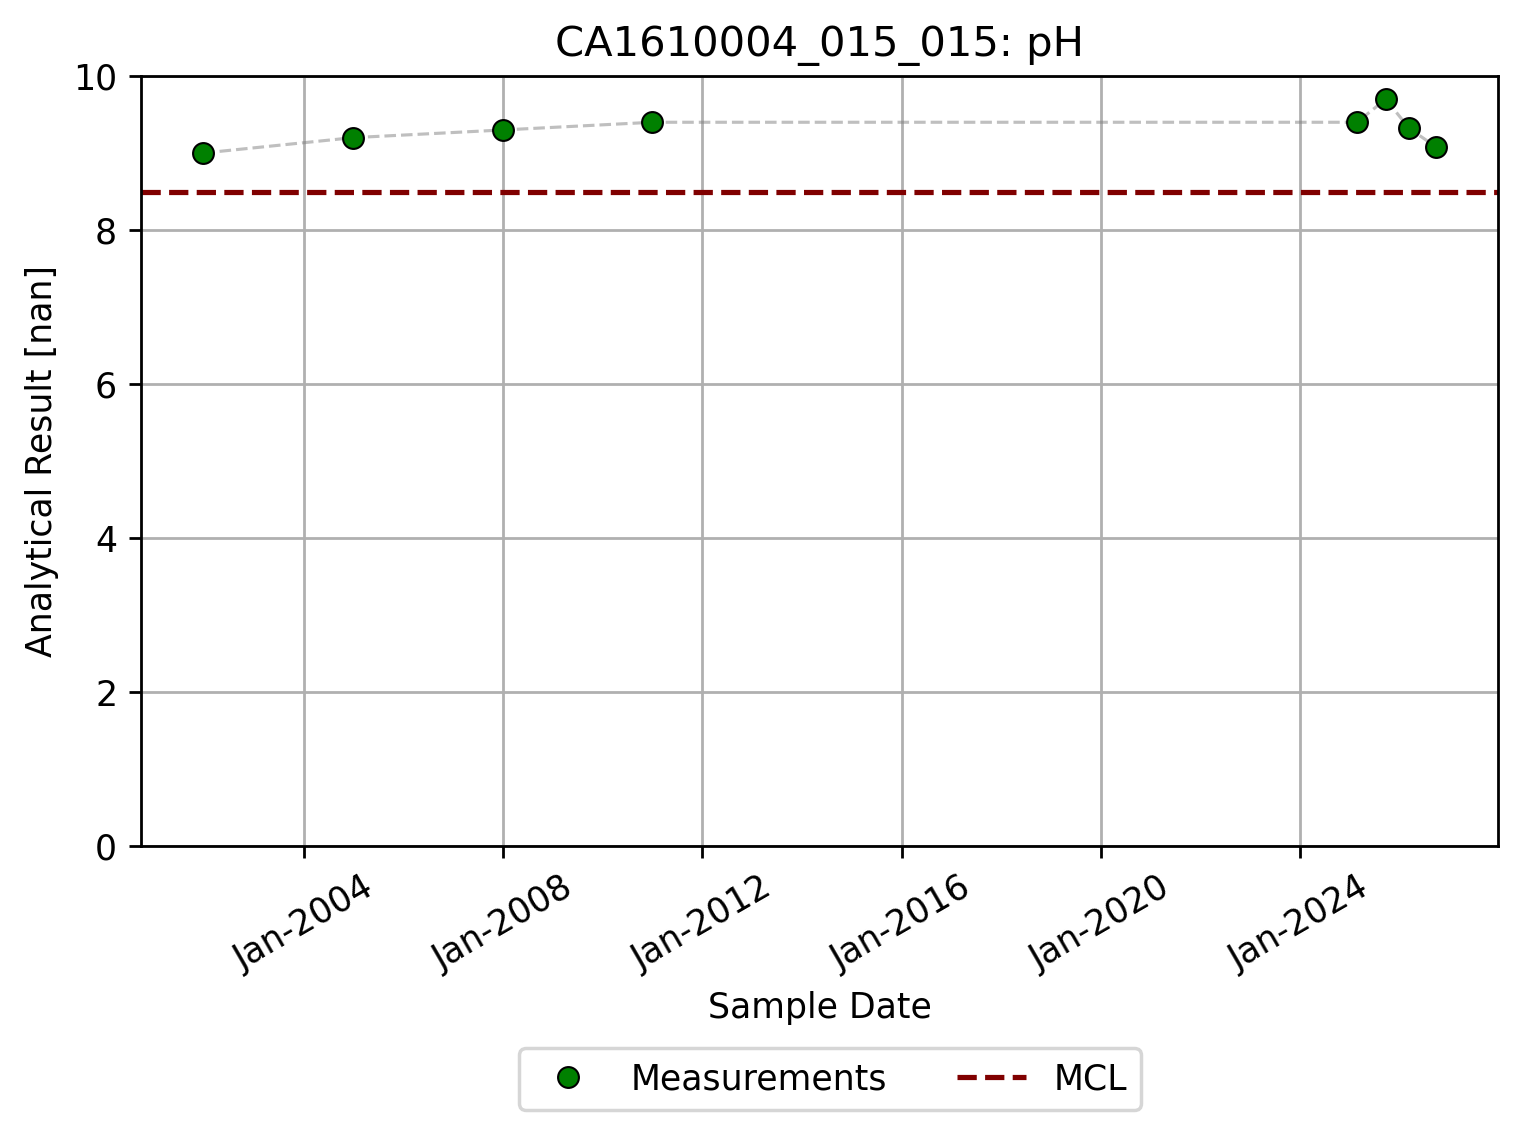 CA1610004_015_015: pH
10
8
6
4
2
0
Analytical Result [nan]
Jan-2004
Jan-2008
Jan-2012
Jan-2016
Jan-2020
Jan-2024
Sample Date
Measurements
MCL